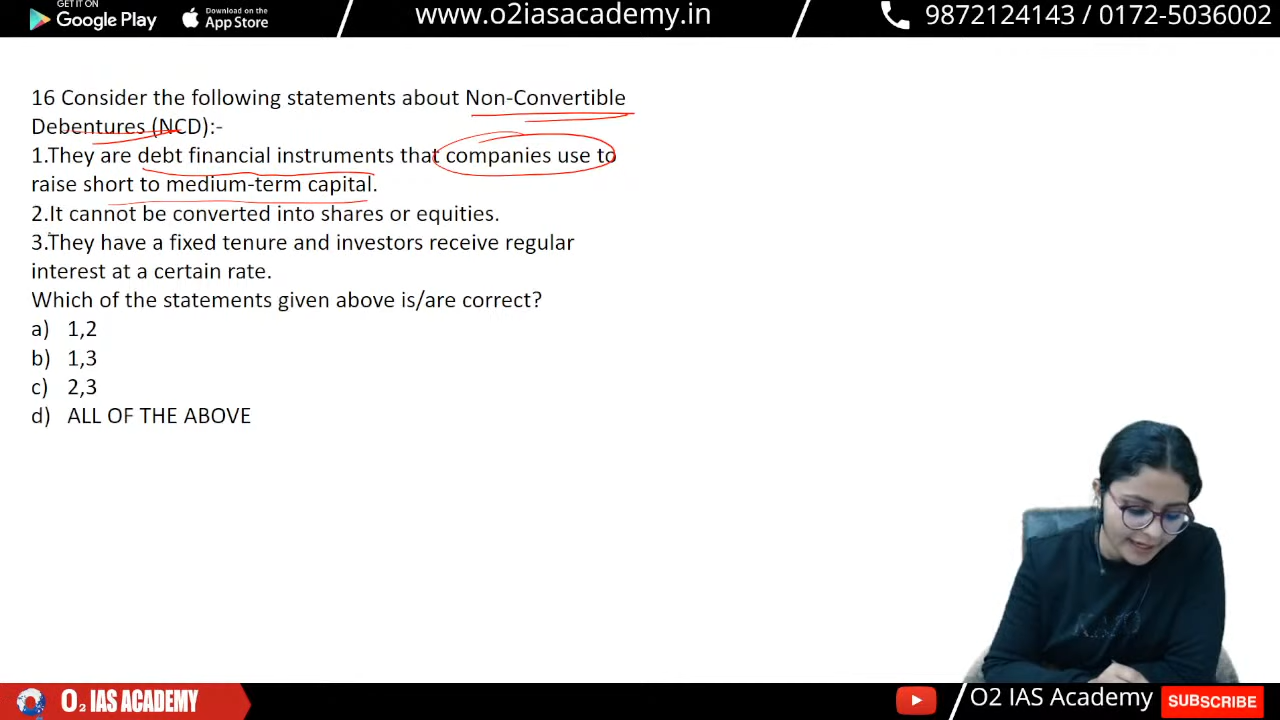 GET IT ON
Google Play
Download on the
App Store
www.o2iasacademy.in
9872124143 / 0172-5036002
16 Consider the following statements about Non-Convertible
Debentures (NCD):-
1.They are debt financial instruments that companies use to
raise short to medium-term capital.
2.It cannot be converted into shares or equities.
3.They have a fixed tenure and investors receive regular
interest at a certain rate.
Which of the statements given above is/are correct?
a) 1,2
b) 1,3
c) 2,3
d) ALL OF THE ABOVE
O2 IAS ACADEMY
O2 IAS Academy
SUBSCRIBE